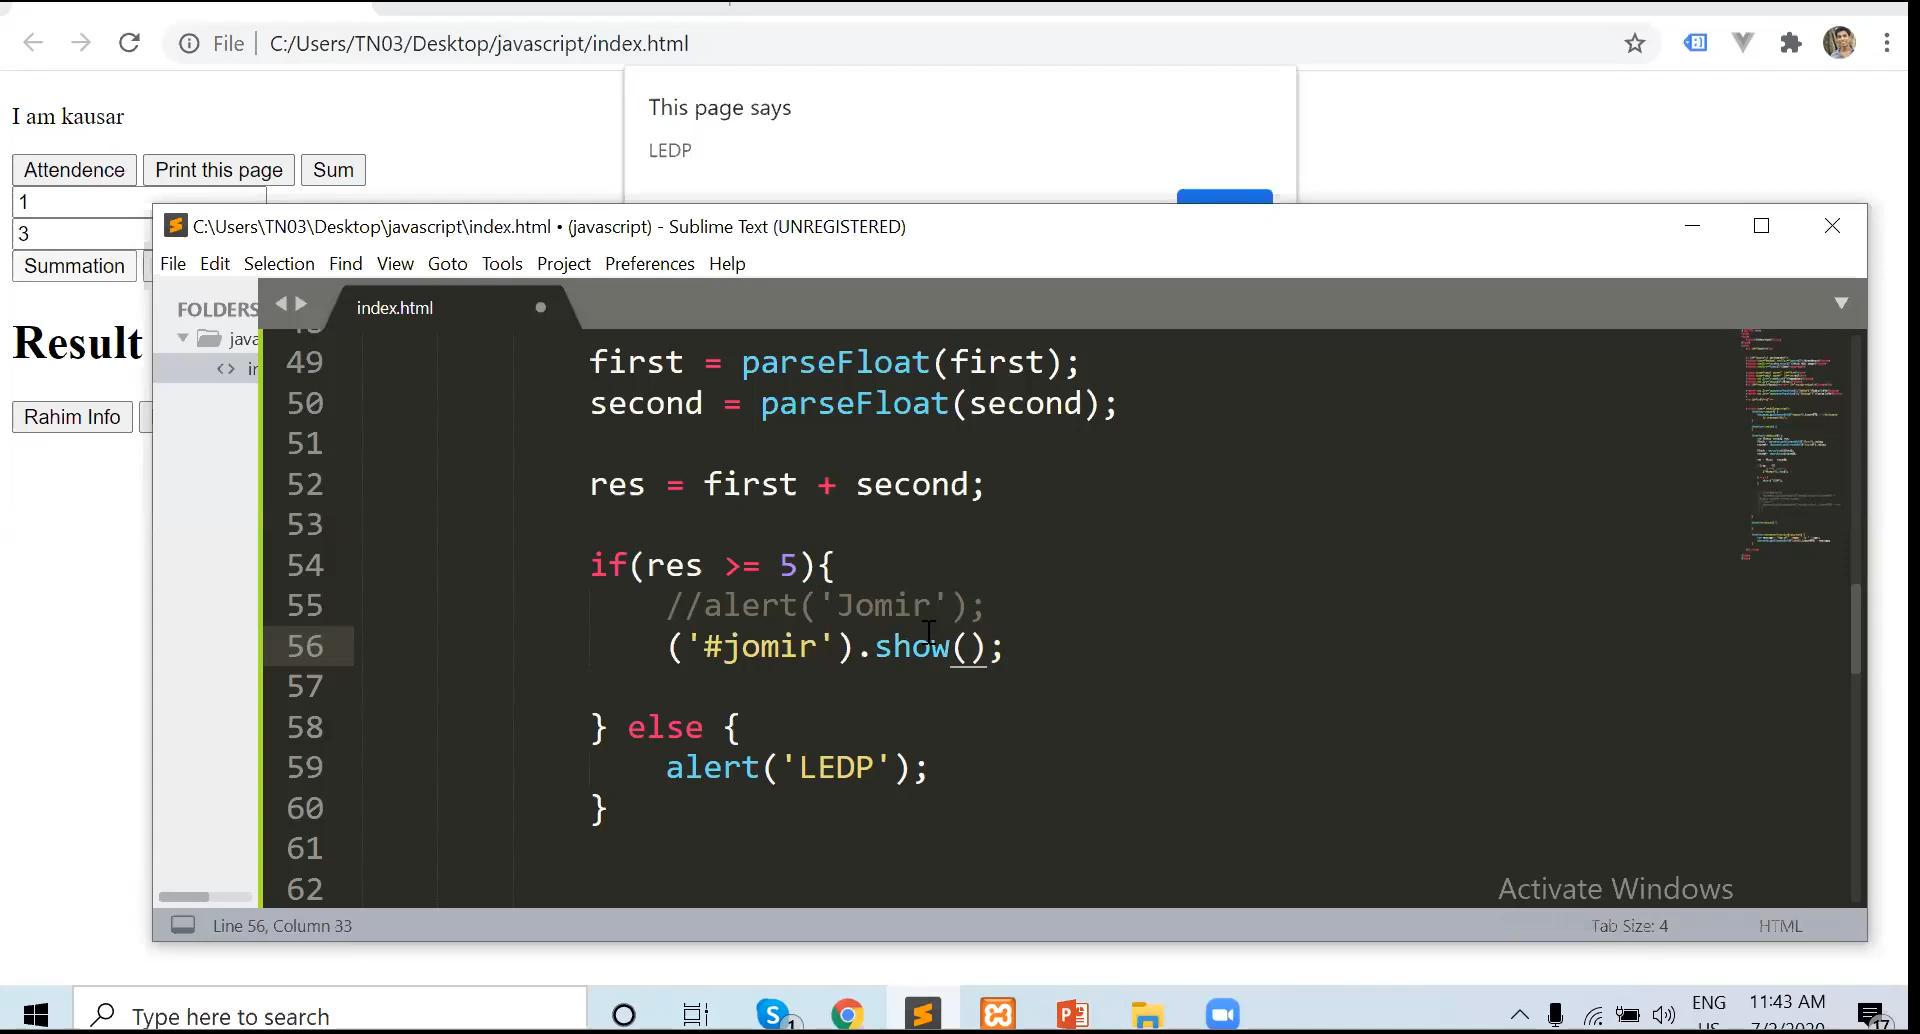 File
C:/Users/TN03/Desktop/javascript/index.html
This page says
LEDP
I am kausar
Attendence
Print this page
Sum
1
3
Summation
Result
Rahim Info
C:\Users\TN03\Desktop\javascript\index.html • (javascript) - Sublime Text (UNREGISTERED)
File Edit Selection Find View Goto Tools Project Preferences Help
FOLDERS
index.html
49 first = parseFloat(first);
50 second = parseFloat(second);
51
52 res = first + second;
53
54 if(res >= 5){
55 //alert('Jomir');
56 ('#jomir').show();
57
58 } else {
59 alert('LEDP');
60 }
61
62
Activate Windows
Line 56, Column 33
Tab Size: 4
HTML
Type here to search
ENG
11:43 AM